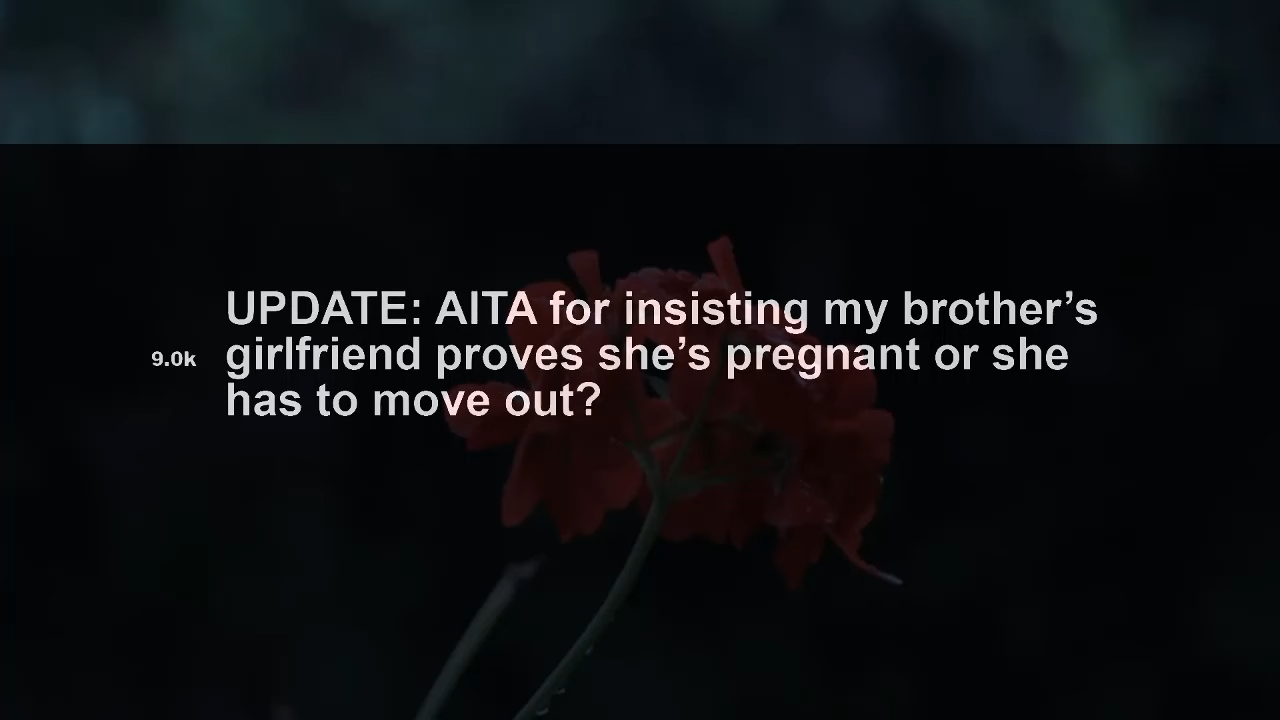 UPDATE: AITA for insisting my brother’s
9.0k girlfriend proves she’s pregnant or she
has to move out?